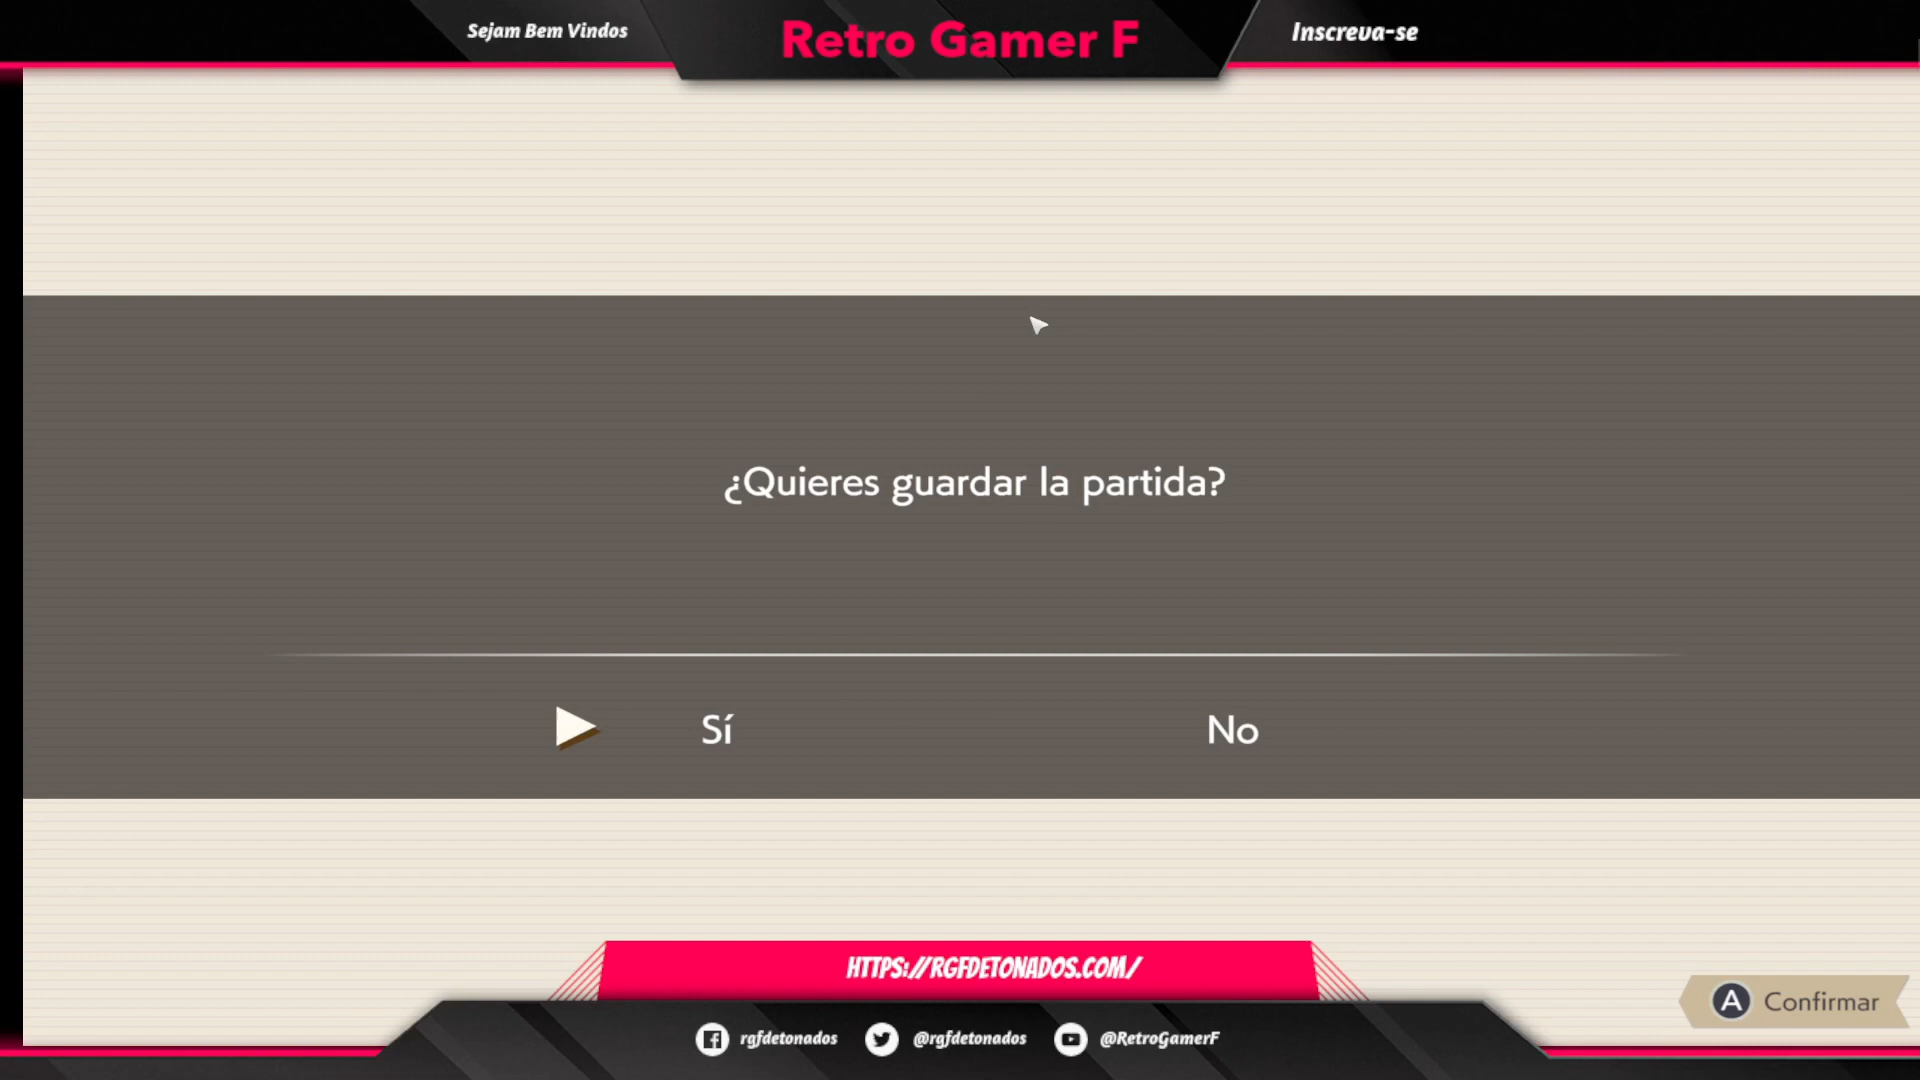 Sejam Bem Vindos
Retro Gamer F
Inscreva-se
¿Quieres guardar la partida?
Sí
No
HTTPS://RGFDETONADOS.COM/
A Confirmar
rgfdetonados
@rgfdetonados
@RetroGamerF